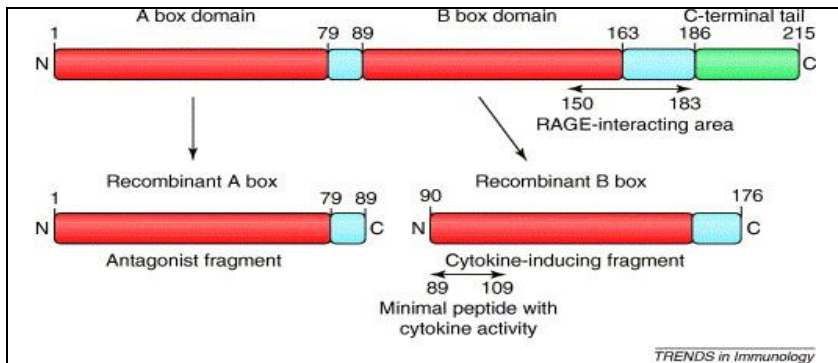 A box domain B box domain C-terminal tail
1 79 89 163 186 215
N C
150 183
RAGE-interacting area
Recombinant A box Recombinant B box
1 79 89 90 176
N C N C
Antagonist fragment Cytokine-inducing fragment
89 109
Minimal peptide with
cytokine activity
TRENDS in Immunology